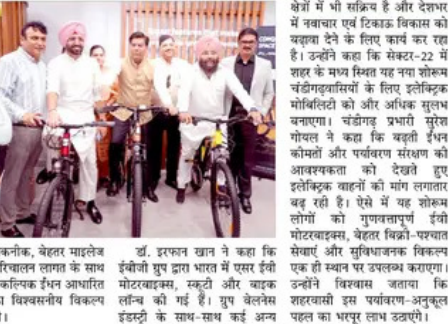 कनीक, बेहतर माइलेज
रिचालन लागत के साथ
कल्पिक ईंधन आधारित
विश्वसनीय विकल्प
डॉ. इरफान खान ने कहा कि
ईबीजी ग्रुप द्वारा भारत में एसर ईवी
मोटरबाइक्स, स्कूटी और बाइक
लॉन्च की गई हैं। ग्रुप वेलनेस
इंडस्ट्री के साथ-साथ कई अन्य
क्षेत्रों में भी सक्रिय है और देशभर
में नवाचार एवं टिकाऊ विकास को
बढ़ावा देने के लिए कार्य कर रहा
है। उन्होंने कहा कि सेक्टर-22 में
शहर के मध्य स्थित यह नया शोरूम
चंडीगढ़वासियों के लिए इलेक्ट्रिक
मोबिलिटी को और अधिक सुलभ
बनाएगा। चंडीगढ़ प्रभारी सुरेश
गोयल ने कहा कि बढ़ती ईंधन
कीमतों और पर्यावरण संरक्षण की
आवश्यकता को देखते हुए
इलेक्ट्रिक वाहनों की मांग लगातार
बढ़ रही है। ऐसे में यह शोरूम
लोगों को गुणवत्तापूर्ण ईवी
मोटरबाइक्स, बेहतर बिक्री-पश्चात
सेवाएं और सुविधाजनक विकल्प
एक ही स्थान पर उपलब्ध कराएगा।
उन्होंने विश्वास जताया कि
शहरवासी इस पर्यावरण-अनुकूल
पहल का भरपूर लाभ उठाएंगे।